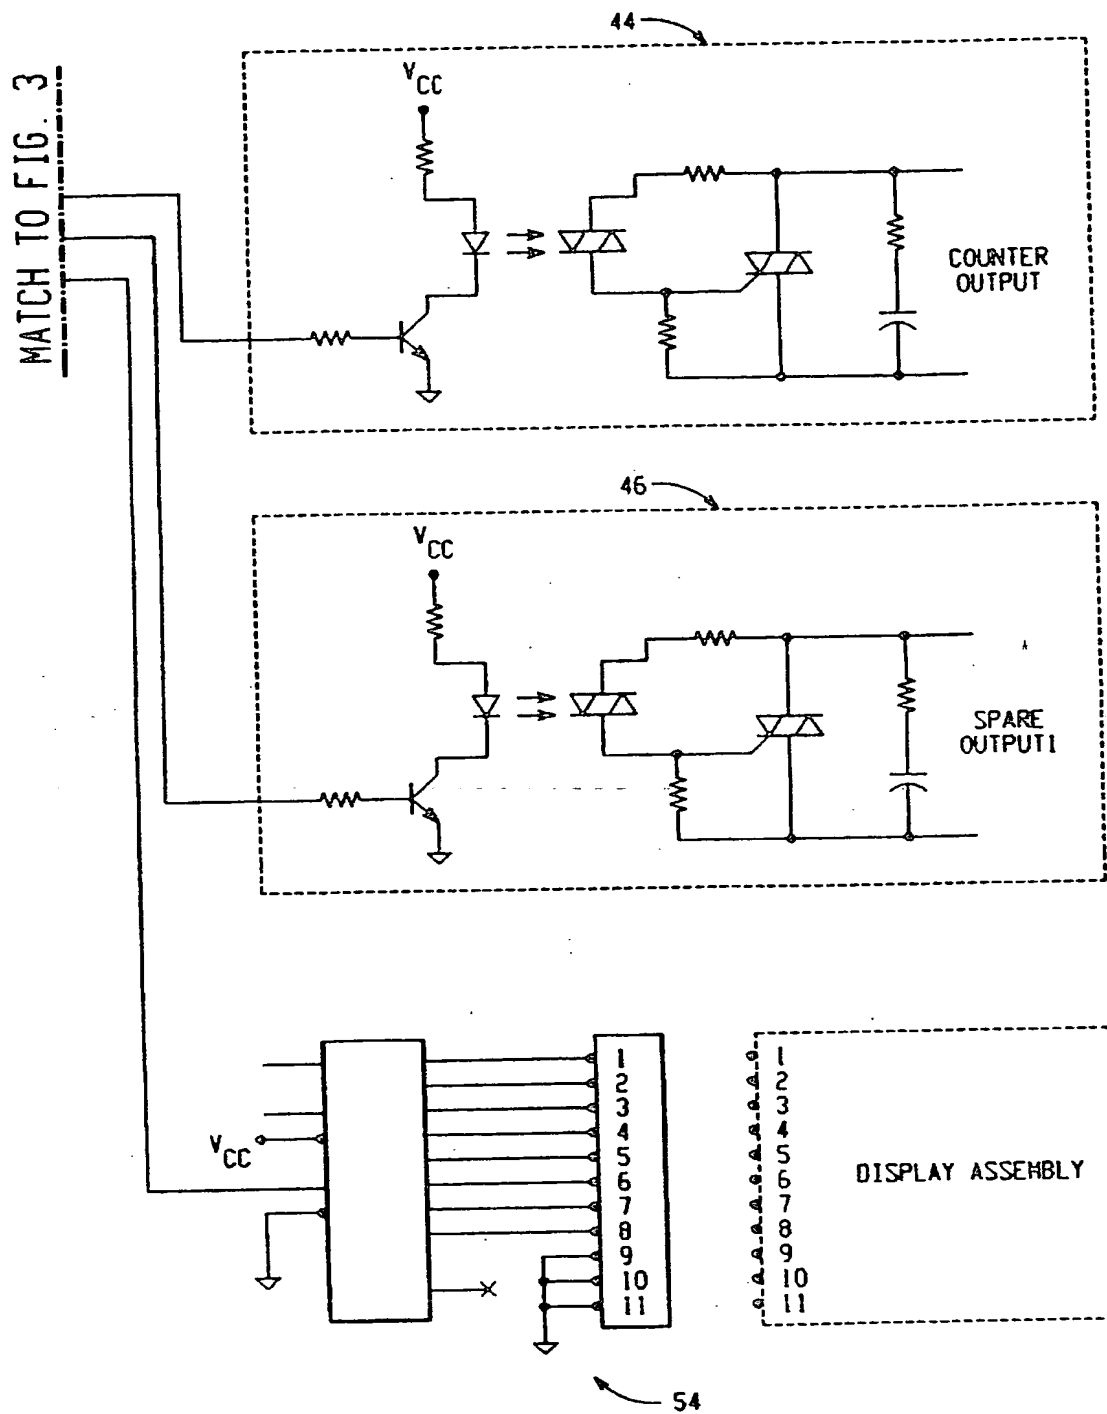 MATCH TO FIG. 3
44
VCC
COUNTER
OUTPUT
46
VCC
SPARE
OUTPUT1
VCC
1
2
3
4
5
6
7
8
9
10
11
1
2
3
4
5
6
7
8
9
10
11
DISPLAY ASSEMBLY
54